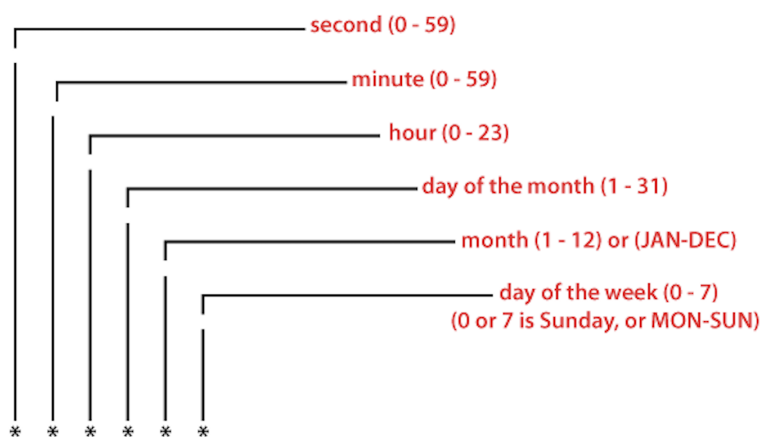 second (0 - 59)
minute (0 - 59)
hour (0 - 23)
day of the month (1 - 31)
month (1 - 12) or (JAN-DEC)
day of the week (0 - 7)
(0 or 7 is Sunday, or MON-SUN)
* * * * * *